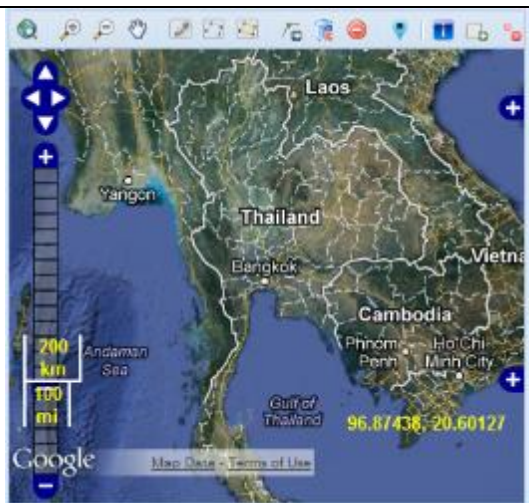 Laos
Yangon
Thailand
Bangkok
Vietna
Cambodia
Phnom
Penh
Ho Chi
Minh City
200
km
Andaman
Sea
100
mi
Gulf of
Thailand
96.87438, -20.60127
Google
Map Data - Terms of Use